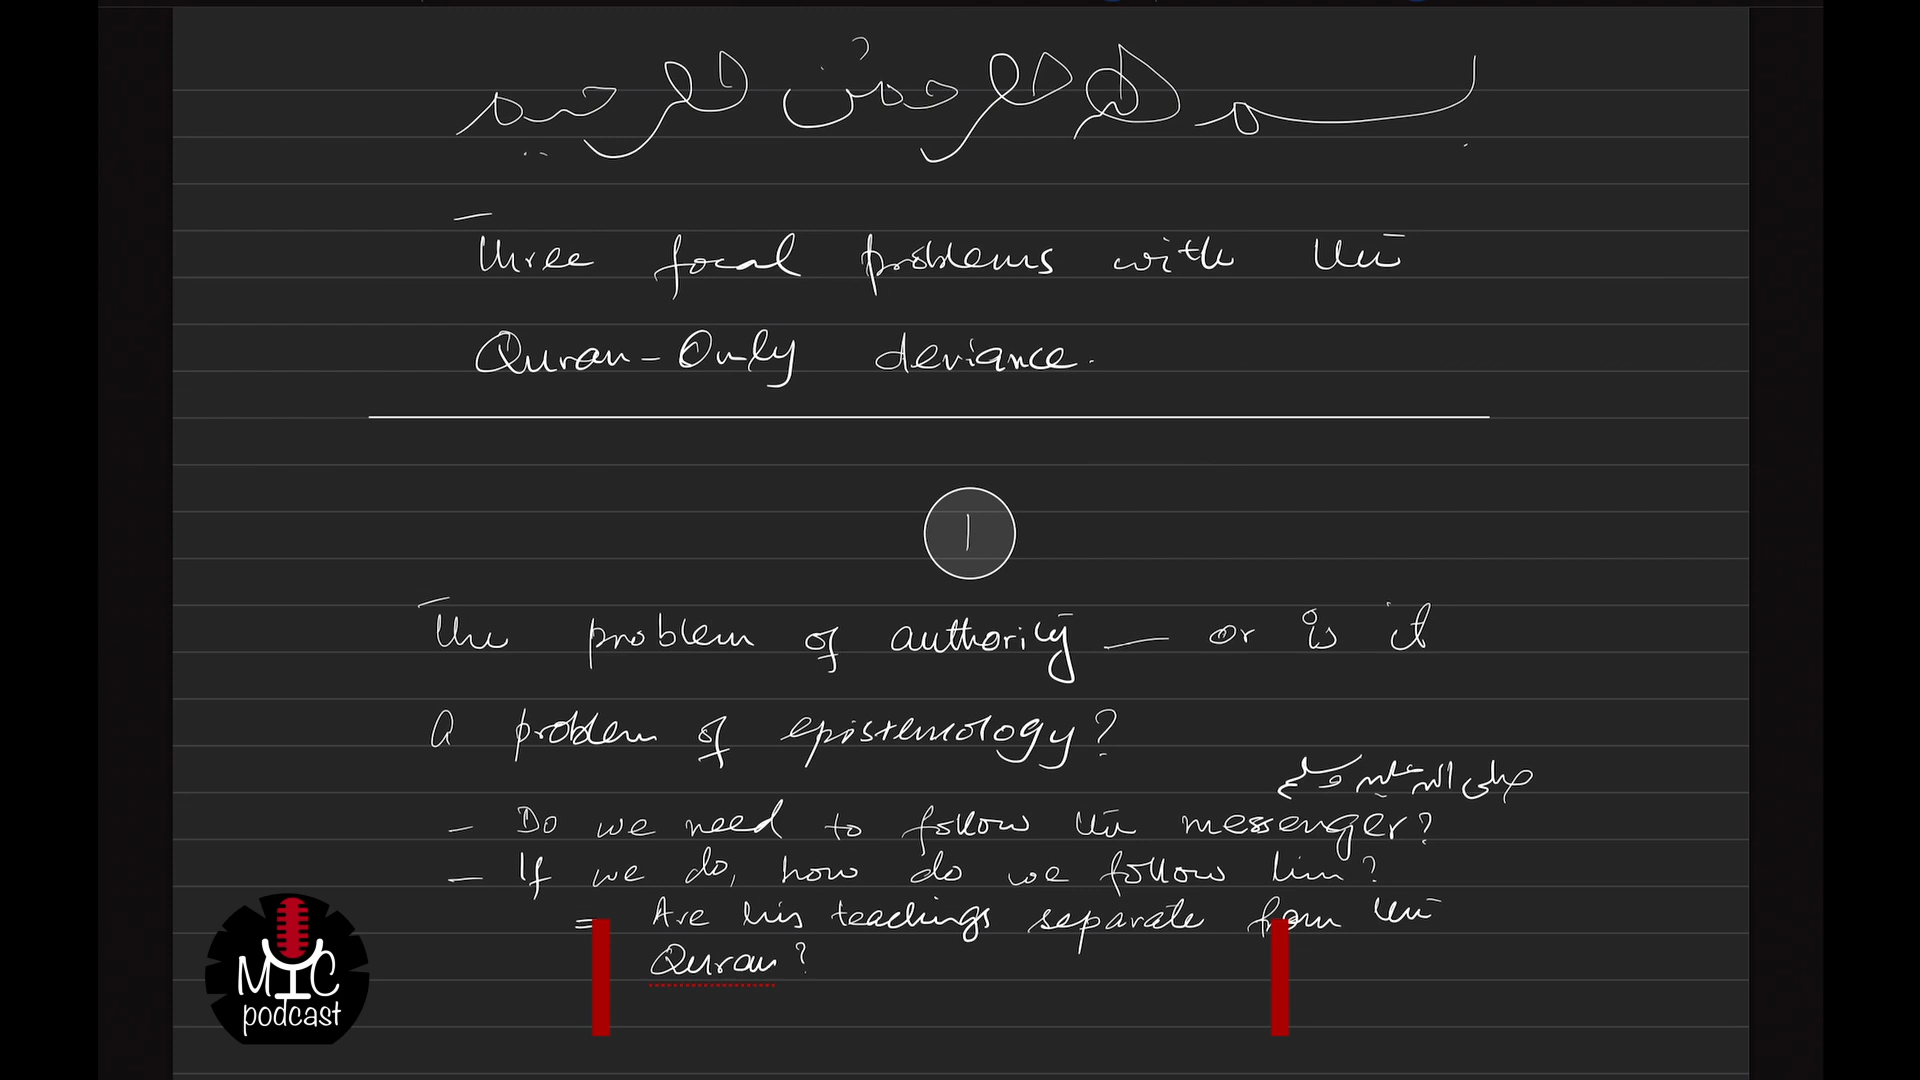 بسم الله الرحمن الرحيم
Three focal problems with the
Quran-Only deviance.
1
The problem of authority — or is it
a problem of epistemology?
صلى الله عليه وسلم
- Do we need to follow the messenger?
- If we do, how do we follow him?
= Are his teachings separate from the
Quran?
MIC
podcast